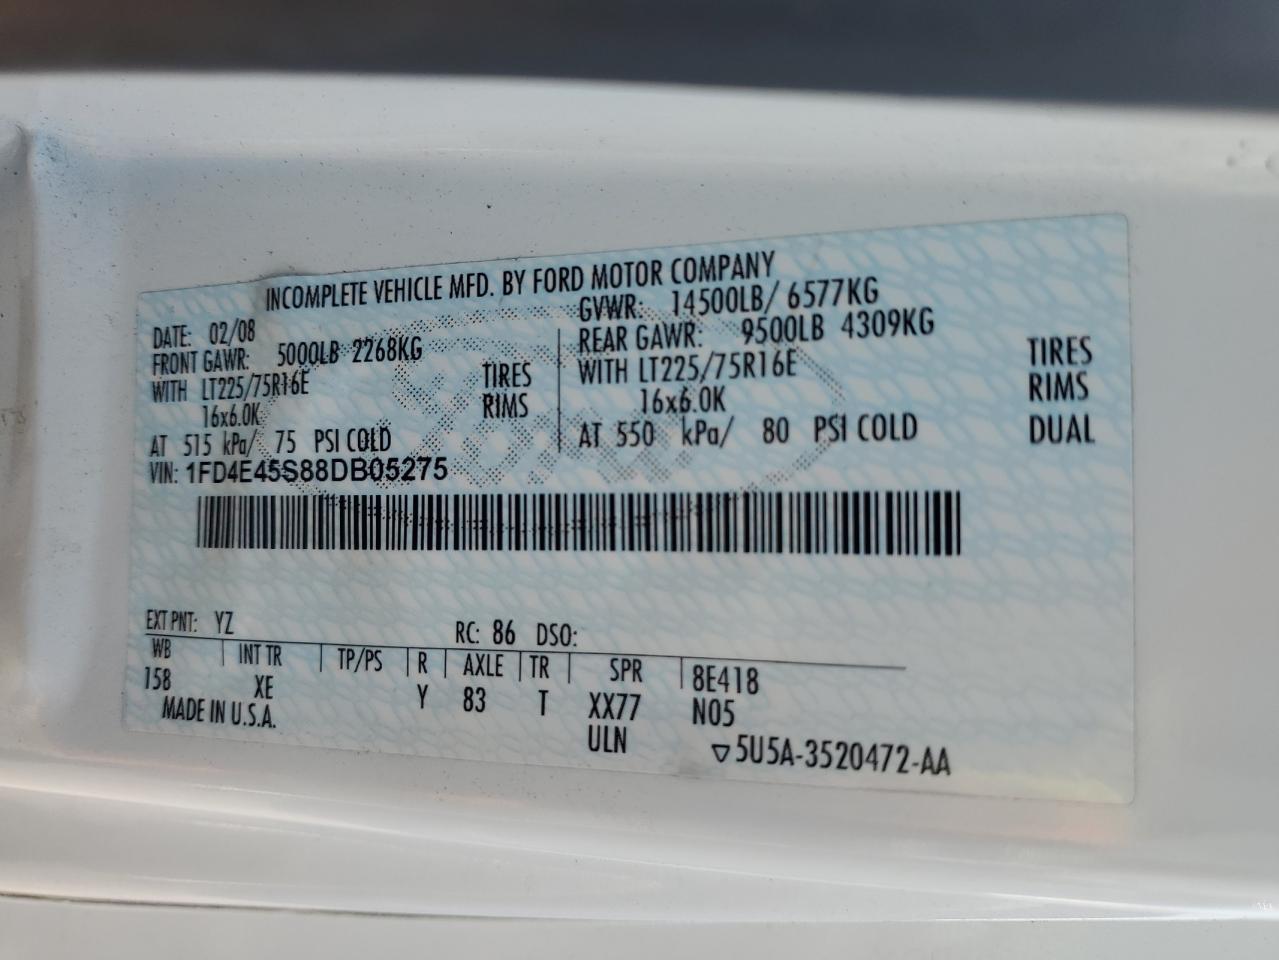 INCOMPLETE VEHICLE MFD. BY FORD MOTOR COMPANY
DATE: 02/08
FRONT GAWR: 5000LB 2268KG
WITH LT225/75R16E TIRES
16x6.0K RIMS
AT 515 kPa/ 75 PSI COLD
GVWR: 14500LB/ 6577KG
REAR GAWR: 9500LB 4309KG
WITH LT225/75R16E TIRES
16x6.0K RIMS
AT 550 kPa/ 80 PSI COLD DUAL
VIN: 1FD4E45S88DB05275
EXT PNT: YZ RC: 86 DSO:
WB INT TR TP/PS R AXLE TR SPR
158 XE Y 83 T XX77 8E418
ULN N05
MADE IN U.S.A.
▽5U5A-3520472-AA